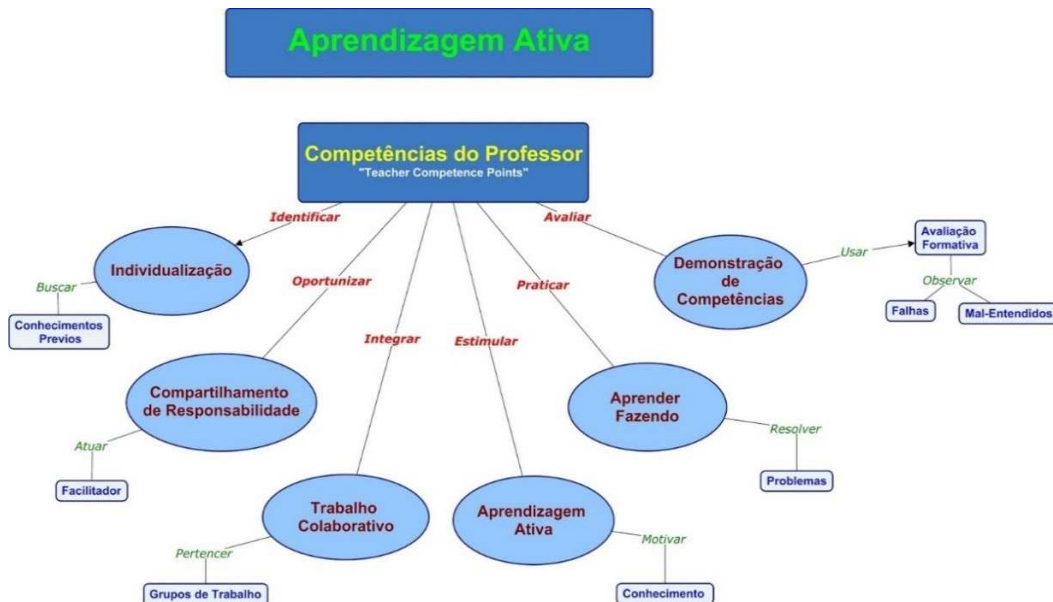 Aprendizagem Ativa
Competências do Professor
"Teacher Competence Points"
Identificar
Avaliar
Oportunizar
Praticar
Integrar
Estimular
Individualização
Buscar
Conhecimentos
Previos
Demonstração
de
Competências
Usar
Avaliação
Formativa
Observar
Falhas
Mal-Entendidos
Compartilhamento
de Responsabilidade
Atuar
Facilitador
Aprender
Fazendo
Resolver
Problemas
Trabalho
Colaborativo
Pertencer
Grupos de Trabalho
Aprendizagem
Ativa
Motivar
Conhecimento